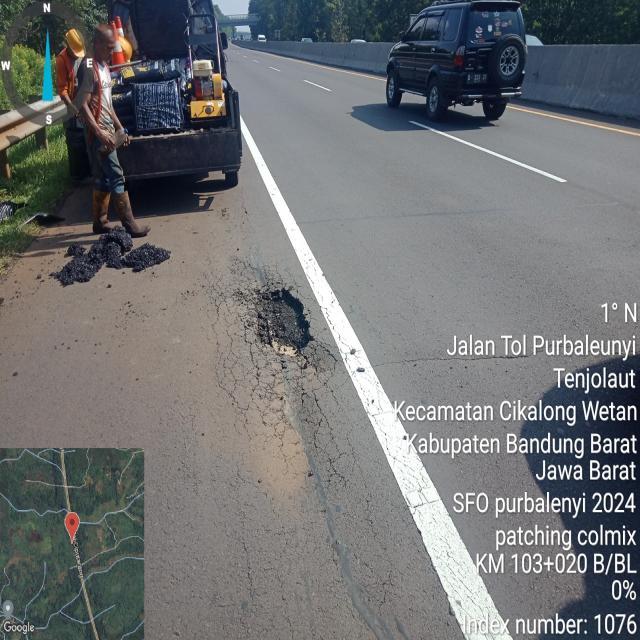 N
W
E
S
1° N
Jalan Tol Purbaleunyi
Tenjolaut
Kecamatan Cikalong Wetan
Kabupaten Bandung Barat
Jawa Barat
SFO purbalenyi 2024
patching colmix
KM 103+020 B/BL
0%
Index number: 1076
Google